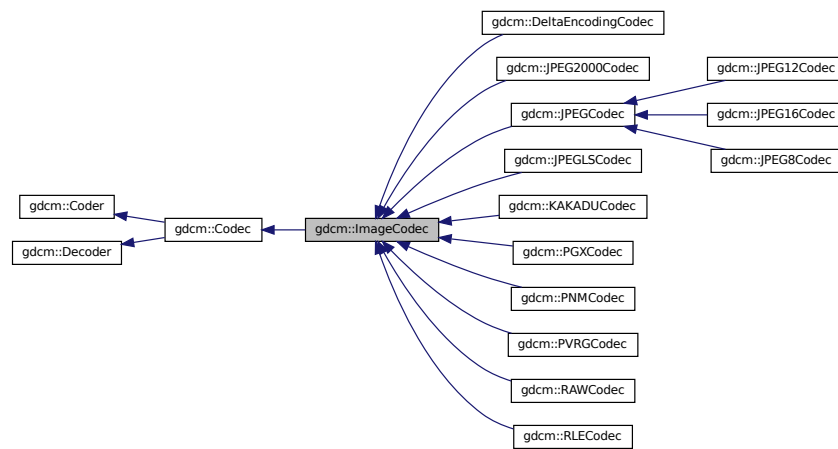 gdcm::DeltaEncodingCodec
gdcm::JPEG2000Codec
gdcm::JPEG12Codec
gdcm::JPEGCodec
gdcm::JPEG16Codec
gdcm::JPEGLSCodec
gdcm::JPEG8Codec
gdcm::Coder
gdcm::KAKADUCodec
gdcm::Codec
gdcm::ImageCodec
gdcm::Decoder
gdcm::PGXCodec
gdcm::PNMCodec
gdcm::PVRGCodec
gdcm::RAWCodec
gdcm::RLECodec